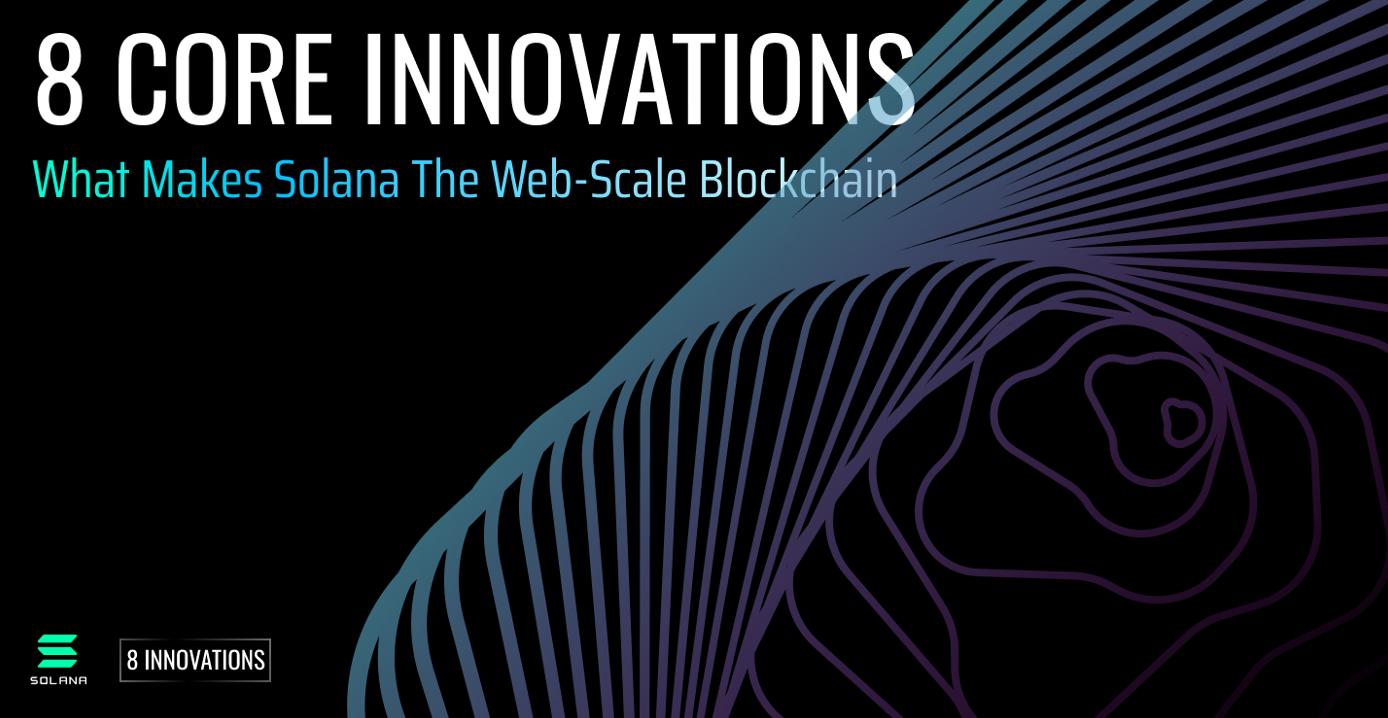 8 CORE INNOVATIONS
What Makes Solana The Web-Scale Blockchain
SOLANA
8 INNOVATIONS